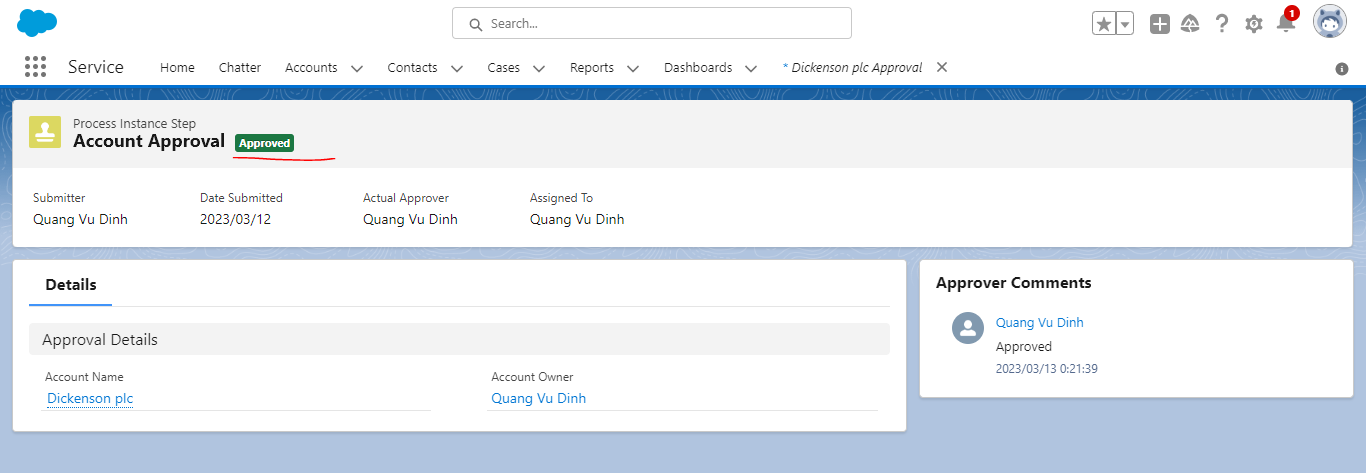 Search...
1
Service
Home
Chatter
Accounts
Contacts
Cases
Reports
Dashboards
* Dickenson plc Approval
Process Instance Step
Account Approval Approved
Submitter
Quang Vu Dinh
Date Submitted
2023/03/12
Actual Approver
Quang Vu Dinh
Assigned To
Quang Vu Dinh
Details
Approval Details
Account Name
Dickenson plc
Account Owner
Quang Vu Dinh
Approver Comments
Quang Vu Dinh
Approved
2023/03/13 0:21:39